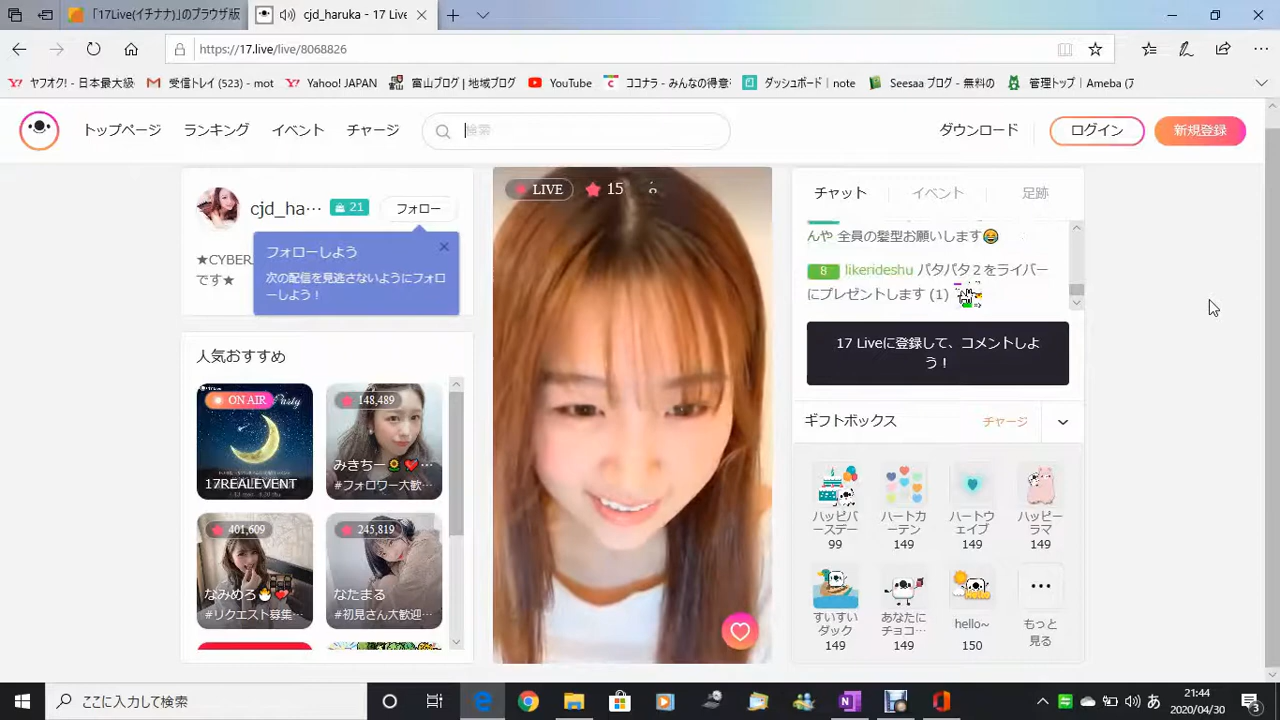 「17Live(イチナナ)」のブラウザ版
cjd_haruka - 17 Live
https://17.live/live/8068826
ヤフオク! - 日本最大級
受信トレイ (523) - mot
Yahoo! JAPAN
富山ブログ | 地域ブログ
YouTube
ココナラ - みんなの得意
ダッシュボード | note
Seesaa ブログ - 無料の
管理トップ | Ameba (ア
トップページ
ランキング
イベント
チャージ
検索
ダウンロード
ログイン
新規登録
cjd_ha… 21
フォロー
★CYBER
です★
フォローしよう
次の配信を見逃さないようにフォロ
ーしよう！
人気おすすめ
ON AIR
17REALEVENT
148,489
みきちー🌻❤…
#フォロワー大歓…
401,609
なみめろ
#リクエスト募集…
245,819
なたまる
#初見さん大歓迎…
LIVE
15
チャット
イベント
足跡
んや 全員の髪型お願いします😂
8 likerideshu パタパタ２をライバー
にプレゼントします (1)
17 Liveに登録して、コメントしよ
う！
ギフトボックス
チャージ
ハッピバ
ースデー
99
ハートカ
ーテン
149
ハートウ
ェイブ
149
ハッピー
ラマ
149
すいすい
ダック
149
あなたに
チョコ…
149
hello~
150
もっと
見る
ここに入力して検索
あ
21:44
2020/04/30
3